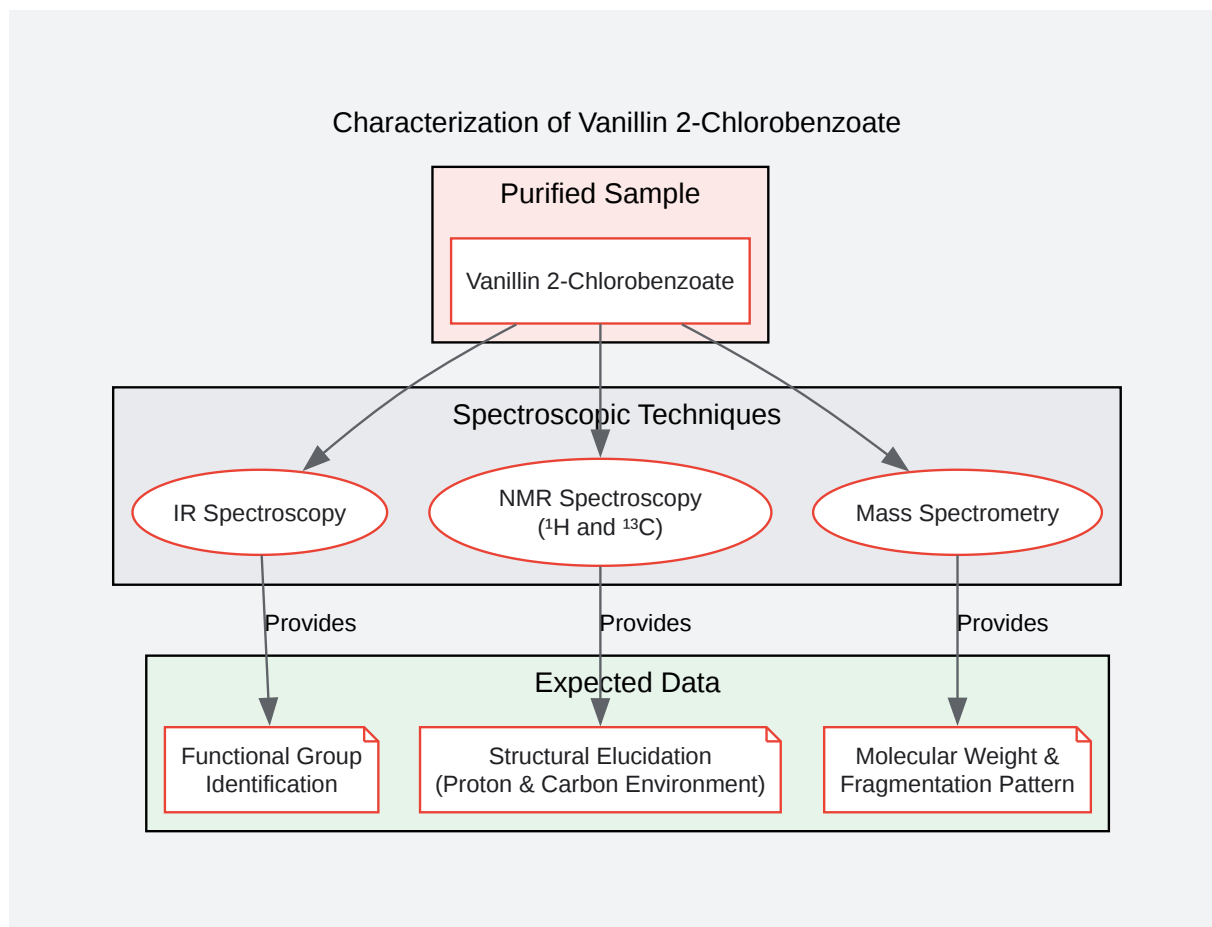 Characterization of Vanillin 2-Chlorobenzoate
Purified Sample
Vanillin 2-Chlorobenzoate
Spectroscopic Techniques
IR Spectroscopy
NMR Spectroscopy
(¹H and ¹³C)
Mass Spectrometry
Provides
Provides
Provides
Expected Data
Functional Group
Identification
Structural Elucidation
(Proton & Carbon Environment)
Molecular Weight &
Fragmentation Pattern